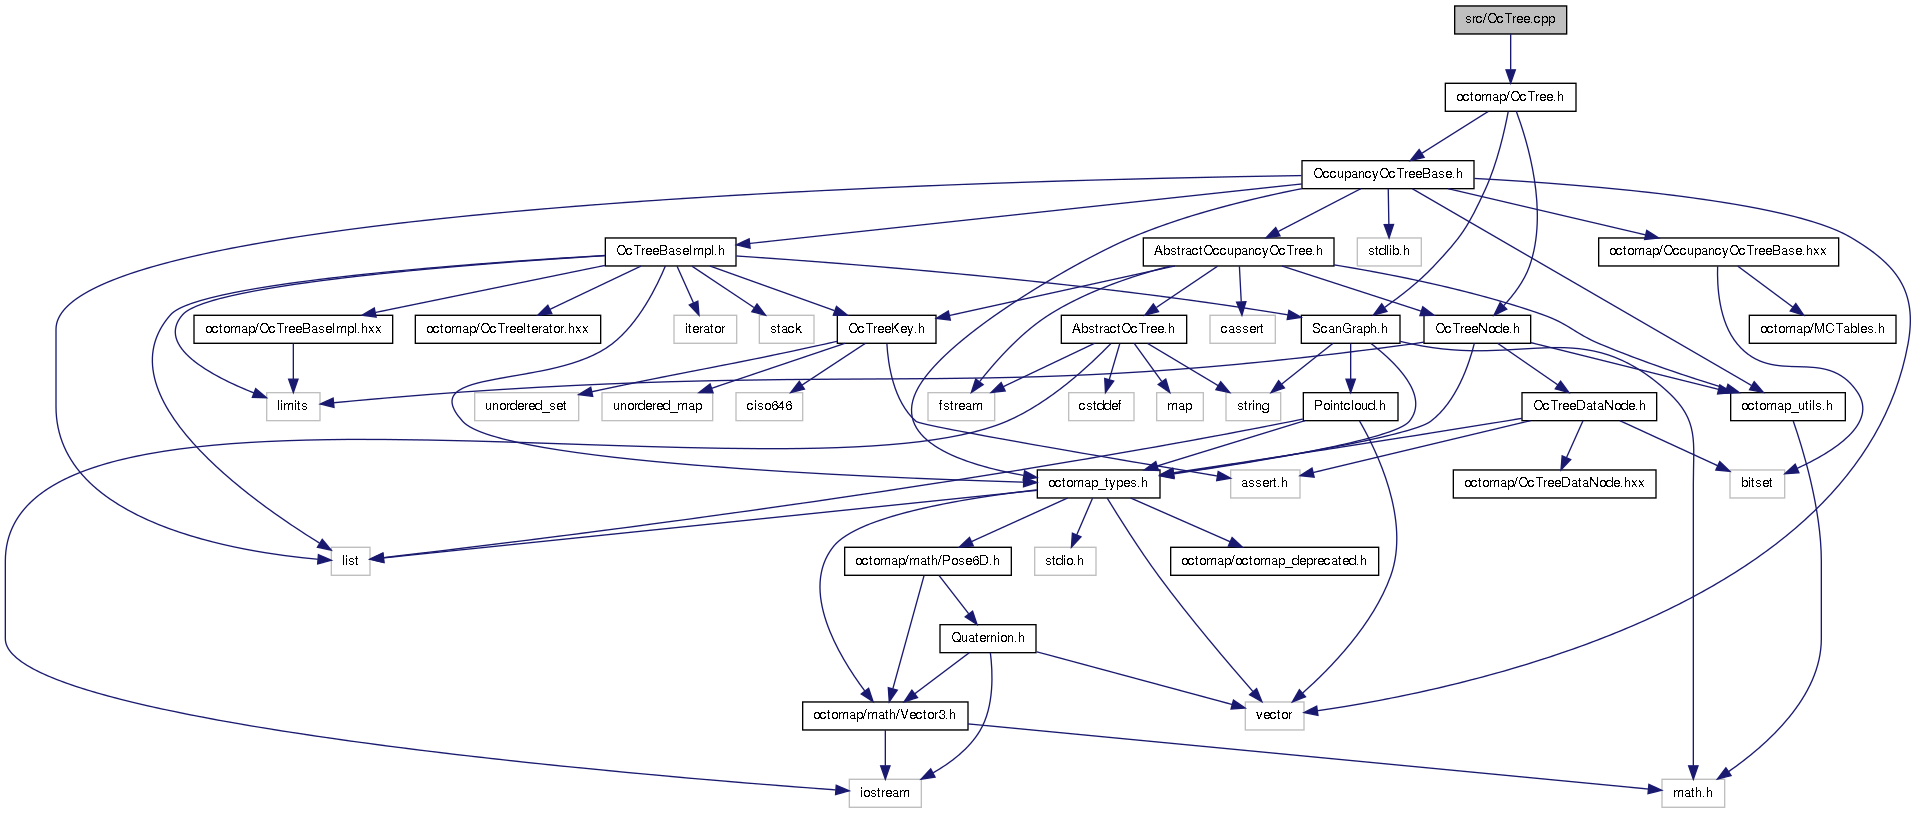 src/OcTree.cpp
octomap/OcTree.h
OccupancyOcTreeBase.h
OcTreeBaseImpl.h
AbstractOccupancyOcTree.h
stdlib.h
octomap/OccupancyOcTreeBase.hxx
octomap/OcTreeBaseImpl.hxx
octomap/OcTreeIterator.hxx
iterator
stack
OcTreeKey.h
AbstractOcTree.h
cassert
ScanGraph.h
OcTreeNode.h
octomap/MCTables.h
limits
unordered_set
unordered_map
ciso646
fstream
cstddef
map
string
Pointcloud.h
OcTreeDataNode.h
octomap_utils.h
octomap_types.h
assert.h
octomap/OcTreeDataNode.hxx
bitset
list
octomap/math/Pose6D.h
stdio.h
octomap/octomap_deprecated.h
Quaternion.h
octomap/math/Vector3.h
vector
iostream
math.h